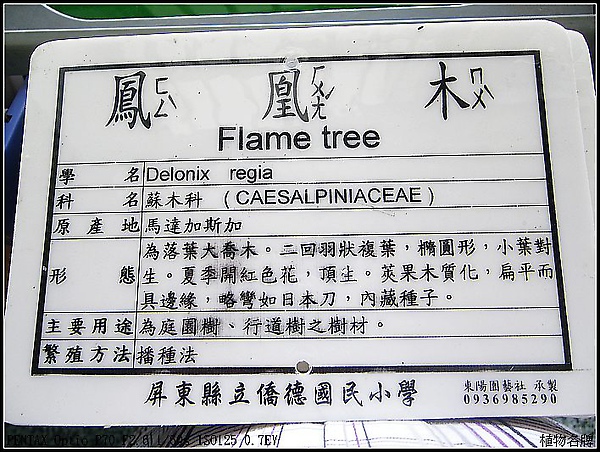 鳳ㄈㄥˋ 凰ㄏㄨㄤˊ 木ㄇㄨˋ
Flame tree
學 名 Delonix regia
科 名 蘇木科 (CAESALPINIACEAE)
原 產 地 馬達加斯加
形 態 為落葉大喬木。二回羽狀複葉，橢圓形，小葉對
生。夏季開紅色花，頂生。莢果木質化，扁平而
具邊緣，略彎如日本刀，內藏種子。
主要用途 為庭園樹、行道樹之樹材。
繁殖方法 播種法
屏東縣立僑德國民小學
東陽園藝社 承製
0936985290
植物名牌